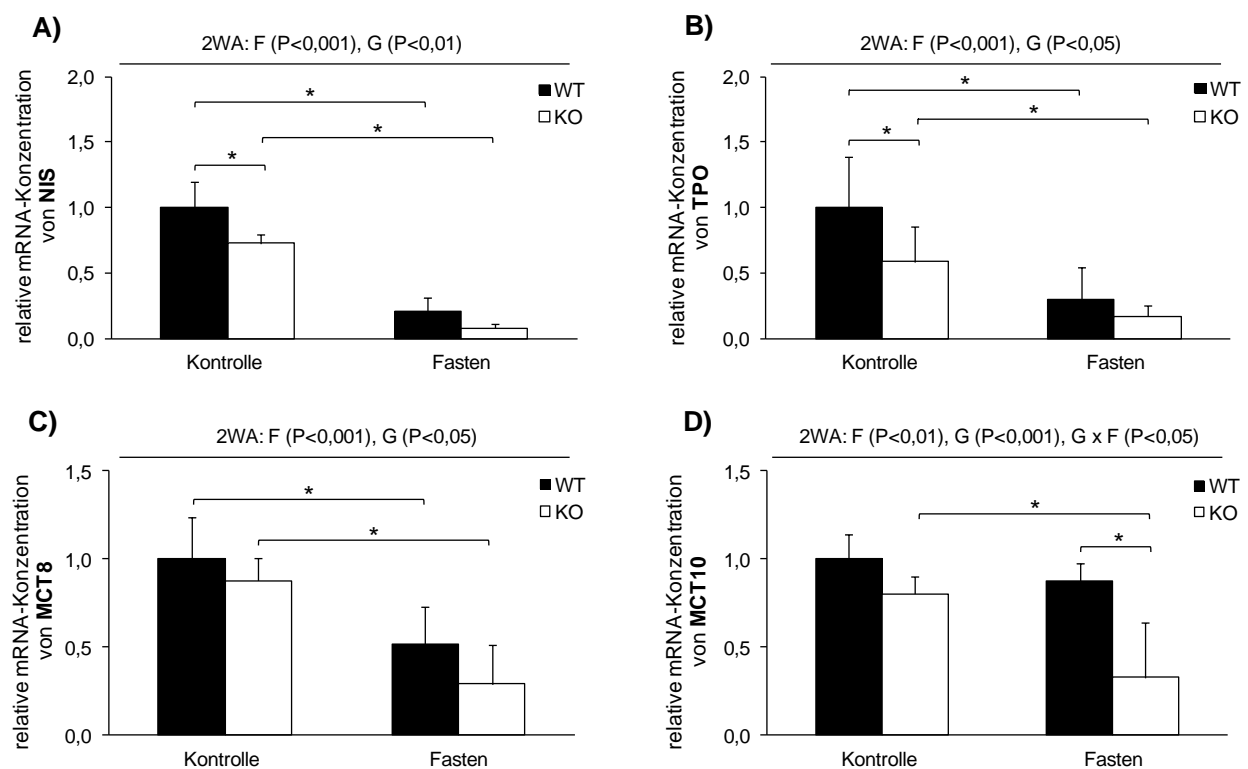 A)
2WA: F (P<0,001), G (P<0,01)
relative mRNA-Konzentration
von NIS
2,0
1,5
1,0
0,5
0,0
WT
KO
*
*
*
Kontrolle
Fasten
B)
2WA: F (P<0,001), G (P<0,05)
relative mRNA-Konzentration
von TPO
2,0
1,5
1,0
0,5
0,0
WT
KO
*
*
*
Kontrolle
Fasten
C)
2WA: F (P<0,001), G (P<0,05)
relative mRNA-Konzentration
von MCT8
1,5
1,0
0,5
0,0
WT
KO
*
*
Kontrolle
Fasten
D)
2WA: F (P<0,01), G (P<0,001), G x F (P<0,05)
relative mRNA-Konzentration
von MCT10
1,5
1,0
0,5
0,0
WT
KO
*
*
Kontrolle
Fasten